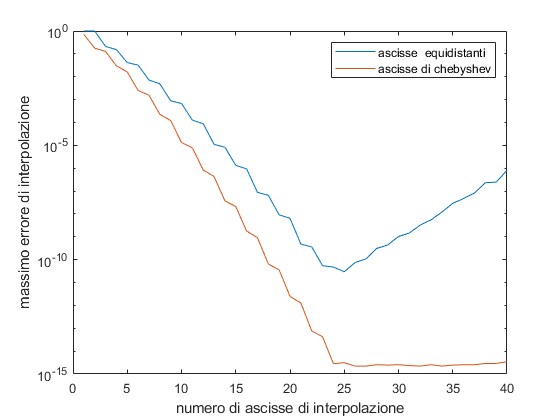 10^0
10^-5
10^-10
10^-15
massimo errore di interpolazione
ascisse  equidistanti
ascisse di chebyshev
0 5 10 15 20 25 30 35 40
numero di ascisse di interpolazione